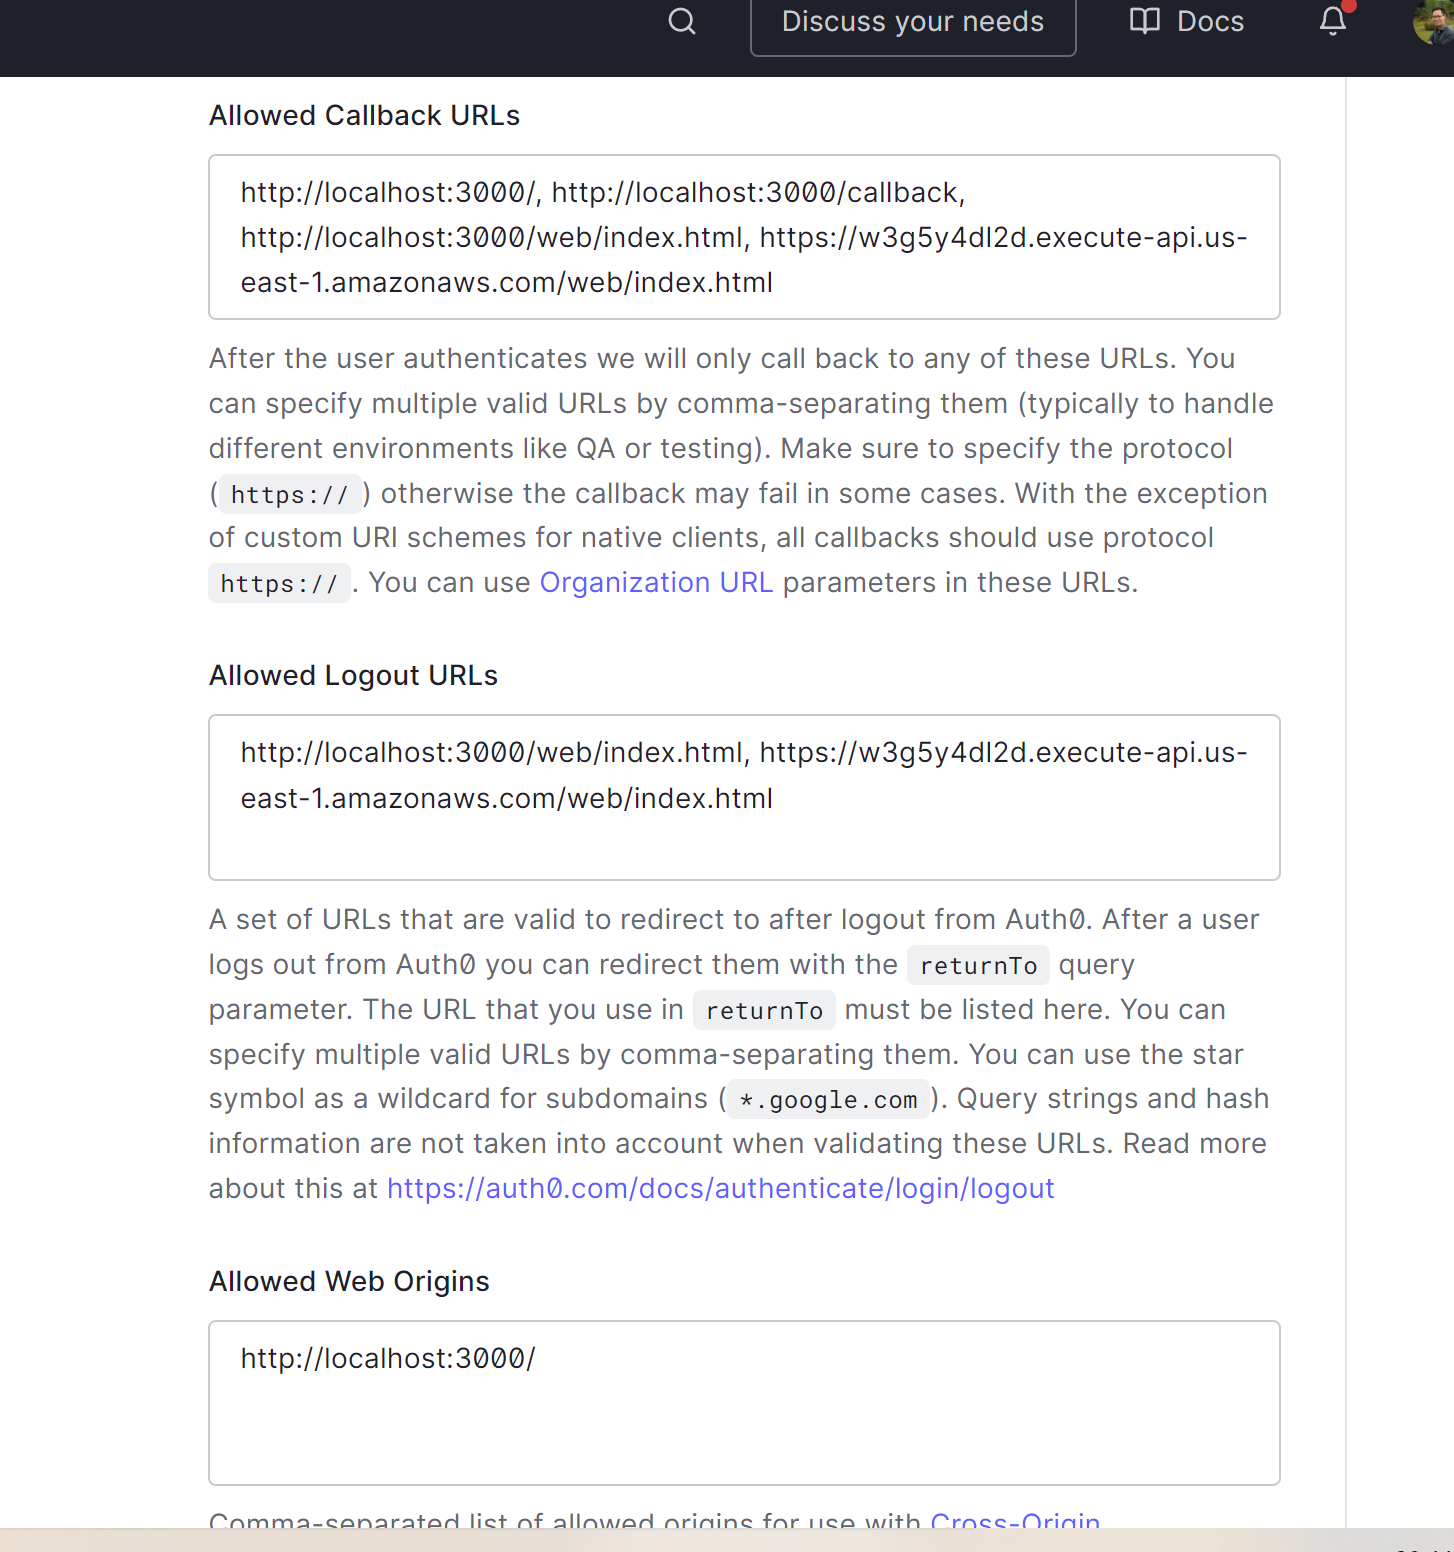 Discuss your needs Docs
Allowed Callback URLs
http://localhost:3000/, http://localhost:3000/callback,
http://localhost:3000/web/index.html, https://w3g5y4dl2d.execute-api.us-
east-1.amazonaws.com/web/index.html
After the user authenticates we will only call back to any of these URLs. You
can specify multiple valid URLs by comma-separating them (typically to handle
different environments like QA or testing). Make sure to specify the protocol
( https:// ) otherwise the callback may fail in some cases. With the exception
of custom URI schemes for native clients, all callbacks should use protocol
https:// . You can use Organization URL parameters in these URLs.
Allowed Logout URLs
http://localhost:3000/web/index.html, https://w3g5y4dl2d.execute-api.us-
east-1.amazonaws.com/web/index.html
A set of URLs that are valid to redirect to after logout from Auth0. After a user
logs out from Auth0 you can redirect them with the returnTo query
parameter. The URL that you use in returnTo must be listed here. You can
specify multiple valid URLs by comma-separating them. You can use the star
symbol as a wildcard for subdomains ( *.google.com ). Query strings and hash
information are not taken into account when validating these URLs. Read more
about this at https://auth0.com/docs/authenticate/login/logout
Allowed Web Origins
http://localhost:3000/
Comma-separated list of allowed origins for use with Cross-Origin